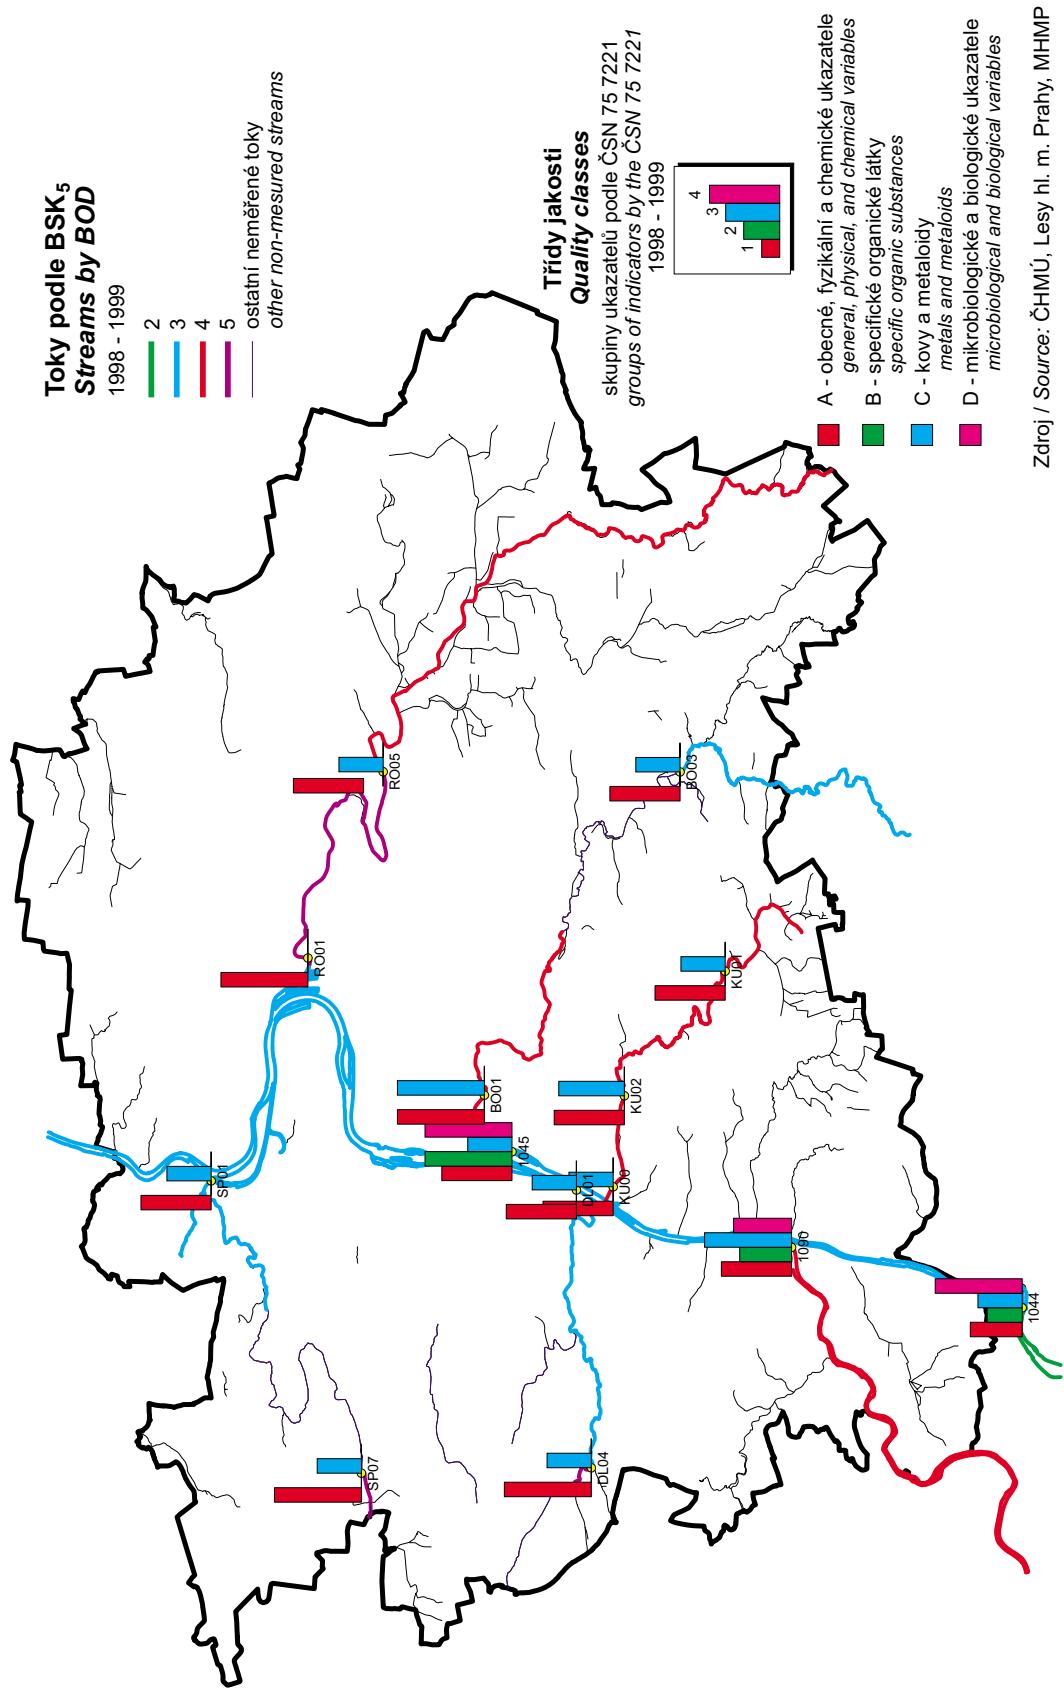 Toky podle BSK5
Streams by BOD
1998 - 1999
2
3
4
5
ostatní neměřené toky
other non-mesured streams
Třídy jakosti
Quality classes
skupiny ukazatelů podle ČSN 75 7221
groups of indicators by the ČSN 75 7221
1998 - 1999
1
2
3
4
A - obecné, fyzikální a chemické ukazatele
general, physical, and chemical variables
B - specifické organické látky
specific organic substances
C - kovy a metaloidy
metals and metaloids
D - mikrobiologické a biologické ukazatele
microbiological and biological variables
Zdroj / Source: ČHMÚ, Lesy hl. m. Prahy, MHMP
SP01
SP07
RO01
RO05
BO01
1045
DL01
KU00
KU02
KU01
BO03
DL04
1090
1044